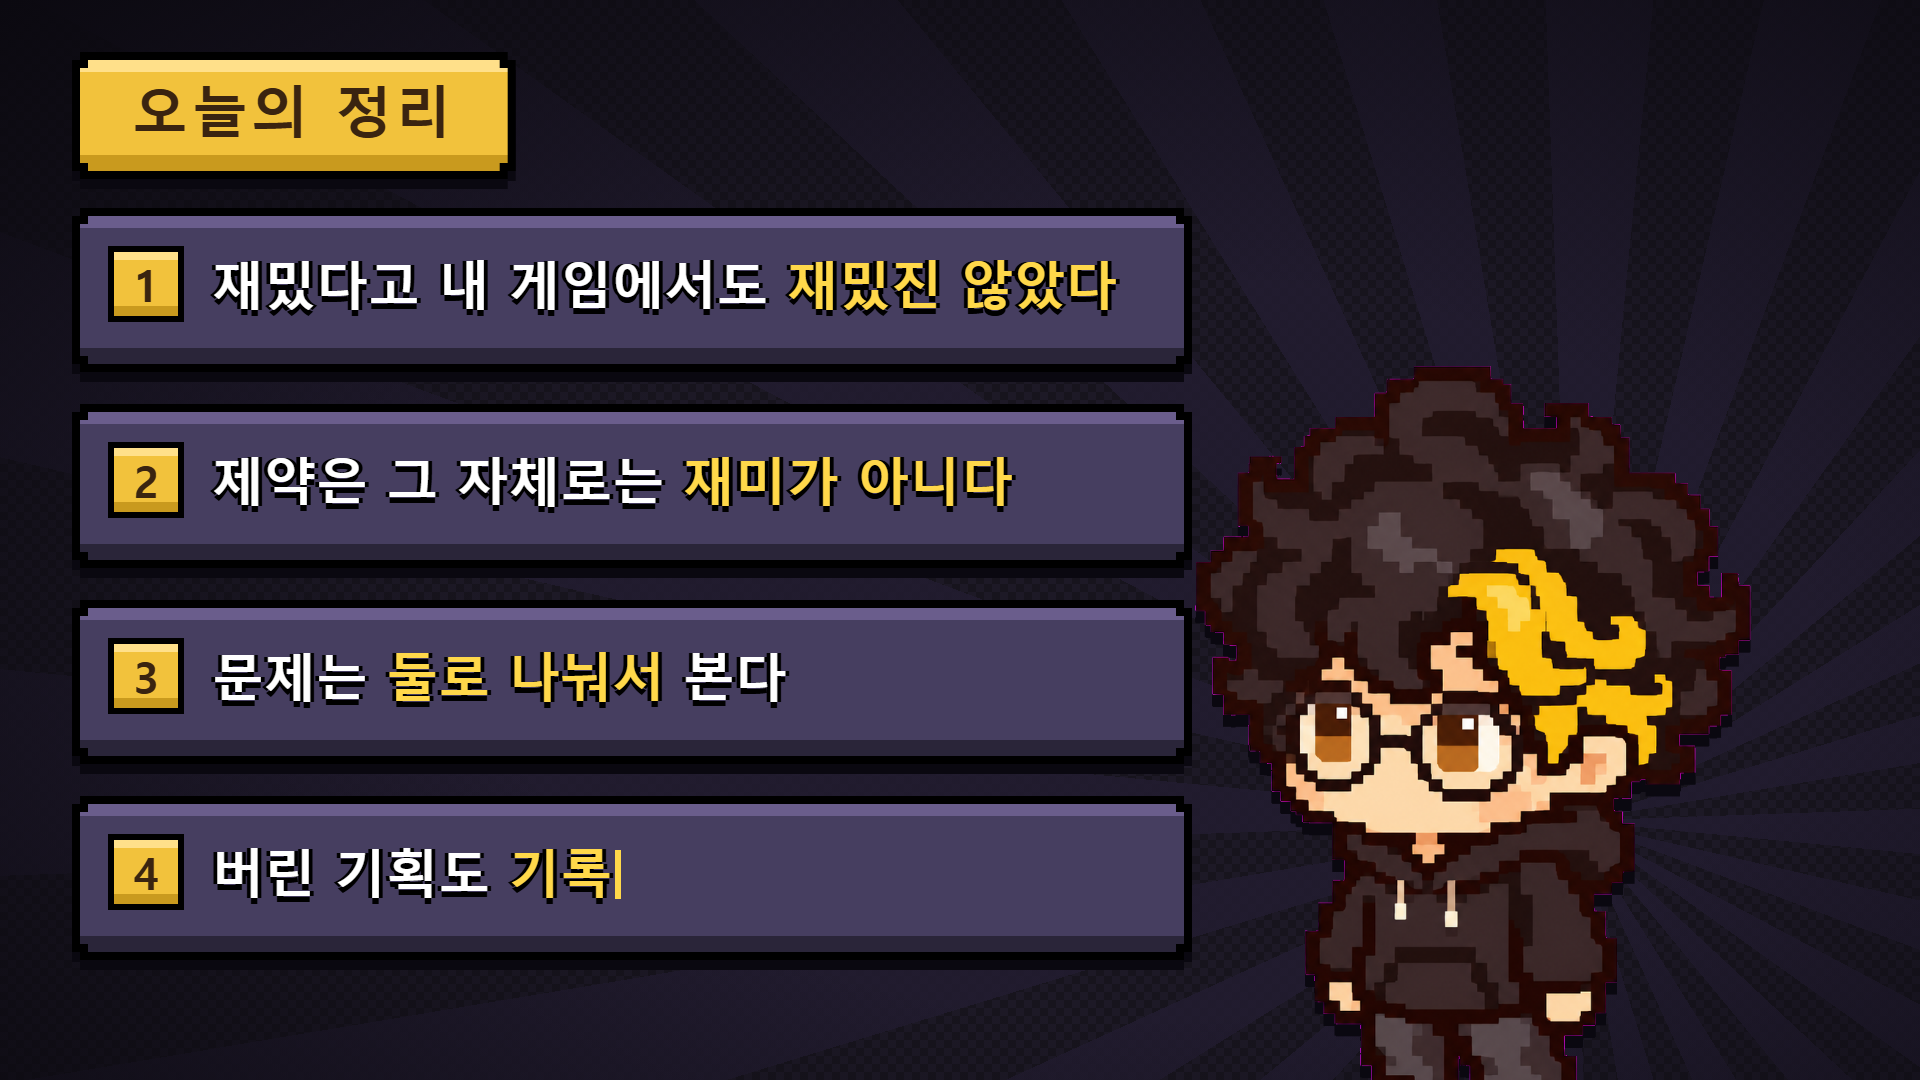 오늘의 정리
1 재밌다고 내 게임에서도 재밌진 않았다
2 제약은 그 자체로는 재미가 아니다
3 문제는 둘로 나눠서 본다
4 버린 기획도 기록